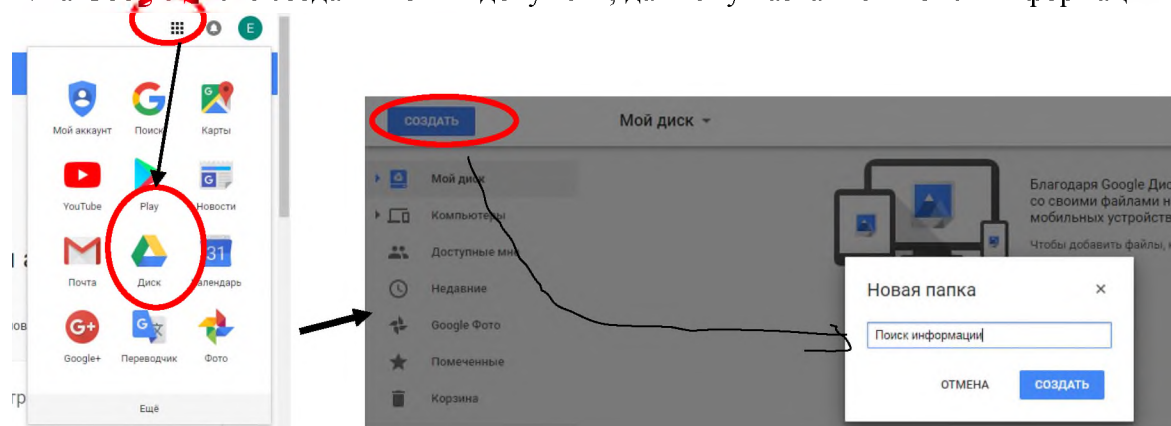 E
Мой аккаунт Поиск Карты
YouTube Play Новости
31
Почта Диск Календарь
G+
Google+ Переводчик Фото
Ещё
СОЗДАТЬ
Мой диск
Мой диск
Компьютеры
Доступные мне
Недавние
Google Фото
Помеченные
Корзина
Благодаря Google Дис
со своими файлами н
мобильных устройств
Чтобы добавить файлы,
Новая папка ×
Поиск информации
ОТМЕНА СОЗДАТЬ